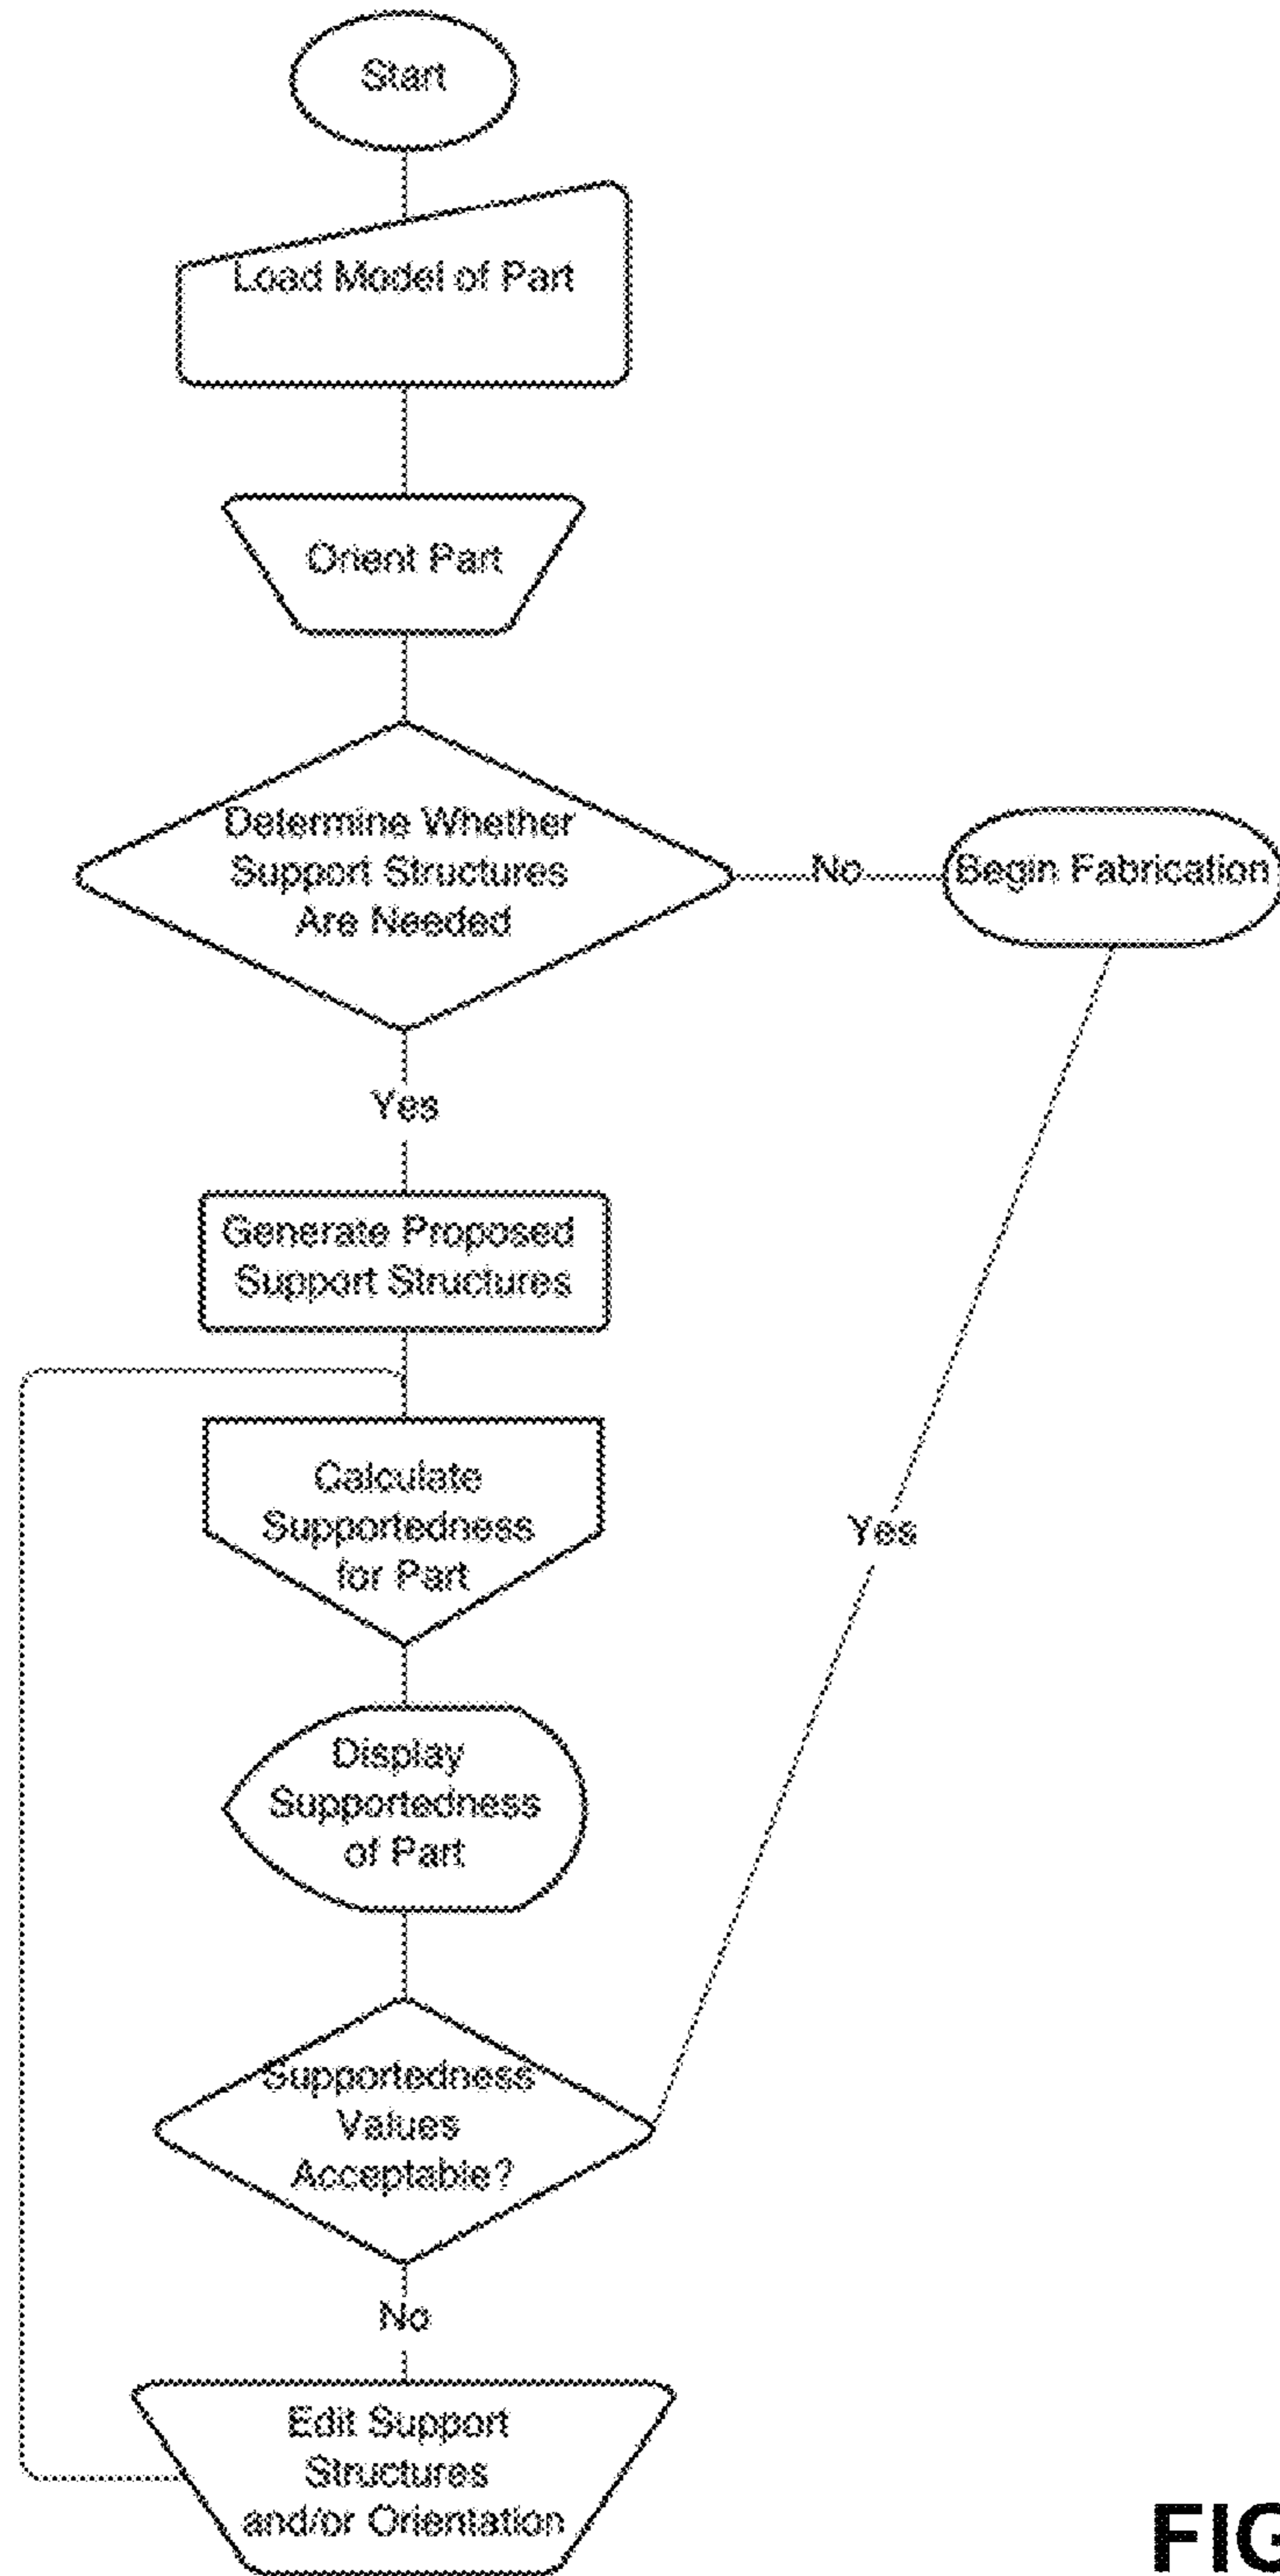 Start
Load Model of Part
Orient Part
Determine Whether
Support Structures
Are Needed
No
Begin Fabrication
Yes
Generate Proposed
Support Structures
Calculate
Supportedness
for Part
Yes
Display
Supportedness
of Part
Supportedness
Values
Acceptable?
No
Edit Support
Structures
and/or Orientation
FIG